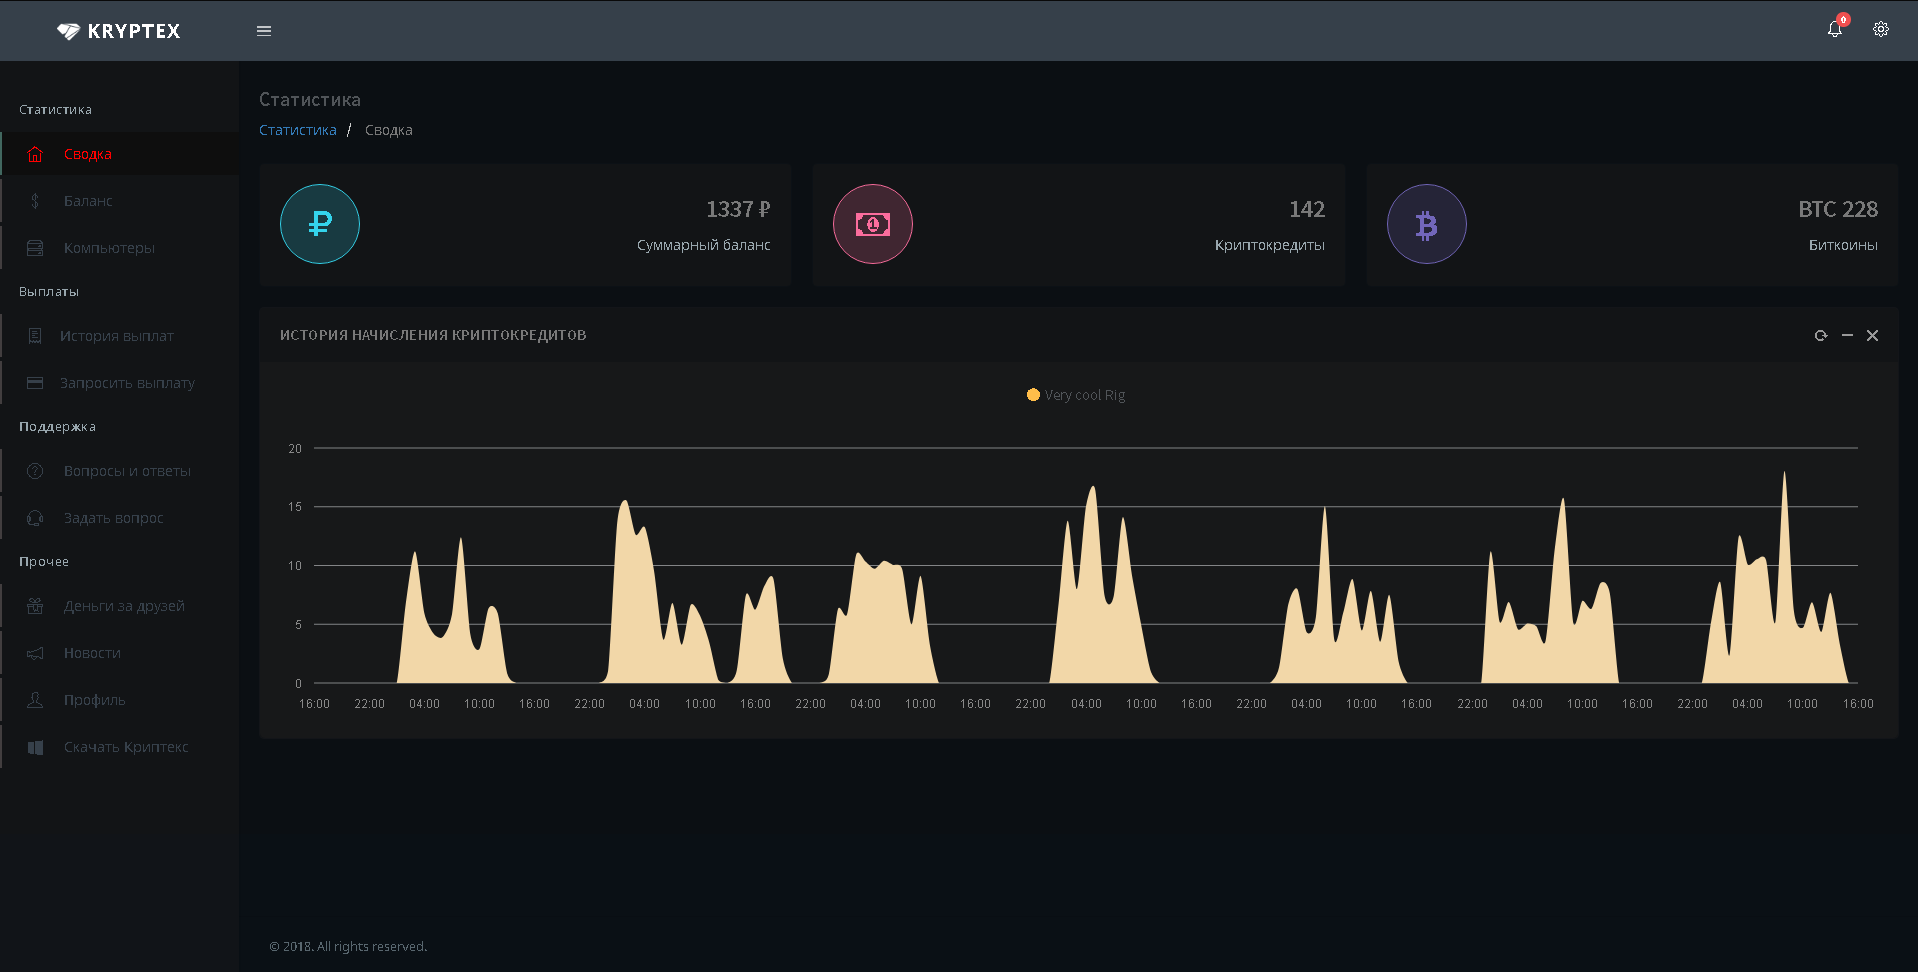 KRYPTEX
0
Статистика
Сводка
Баланс
Компьютеры
Выплаты
История выплат
Запросить выплату
Поддержка
Вопросы и ответы
Задать вопрос
Прочее
Деньги за друзей
Новости
Профиль
Скачать Криптекс
Статистика
Статистика / Сводка
1337 ₽
Суммарный баланс
142
Криптокредиты
BTC 228
Биткоины
ИСТОРИЯ НАЧИСЛЕНИЯ КРИПТОКРЕДИТОВ
Very cool Rig
20
15
10
5
0
16:00 22:00 04:00 10:00 16:00 22:00 04:00 10:00 16:00 22:00 04:00 10:00 16:00 22:00 04:00 10:00 16:00 22:00 04:00 10:00 16:00 22:00 04:00 10:00 16:00 22:00 04:00 10:00 16:00
© 2018. All rights reserved.